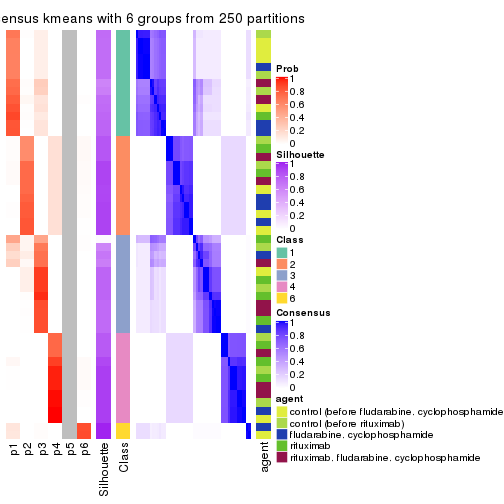 ensus kmeans with 6 groups from 250 partitions
Prob
1
0.8
0.6
0.4
0.2
0
Silhouette
1
0.8
0.6
0.4
0.2
0
Class
1
2
3
4
6
Consensus
1
0.8
0.6
0.4
0.2
0
agent
control (before fludarabine. cyclophosphamide
control (before rituximab)
fludarabine. cyclophosphamide
rituximab
rituximab. fludarabine. cyclophosphamide
p1
p2
p3
p4
p5
p6
Silhouette
Class
agent